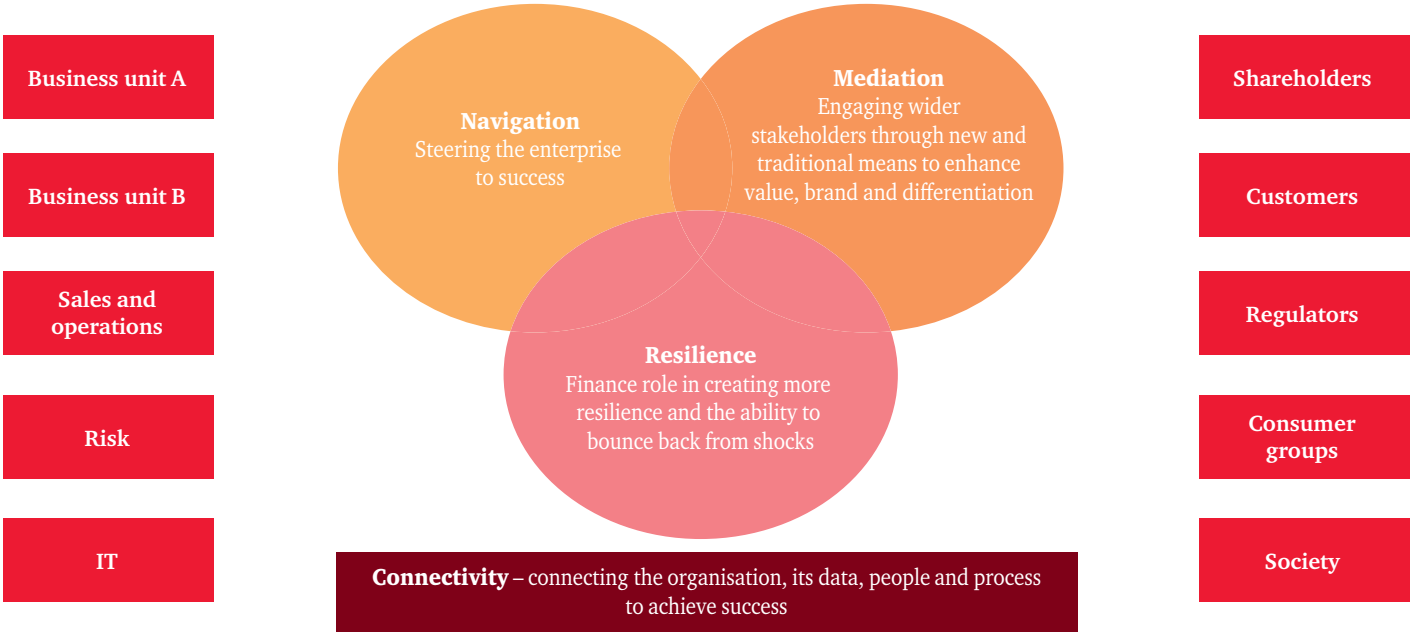 Business unit A
Business unit B
Sales and
operations
Risk
IT
Navigation
Steering the enterprise
to success
Mediation
Engaging wider
stakeholders through new and
traditional means to enhance
value, brand and differentiation
Resilience
Finance role in creating more
resilience and the ability to
bounce back from shocks
Connectivity – connecting the organisation, its data, people and process
to achieve success
Shareholders
Customers
Regulators
Consumer
groups
Society